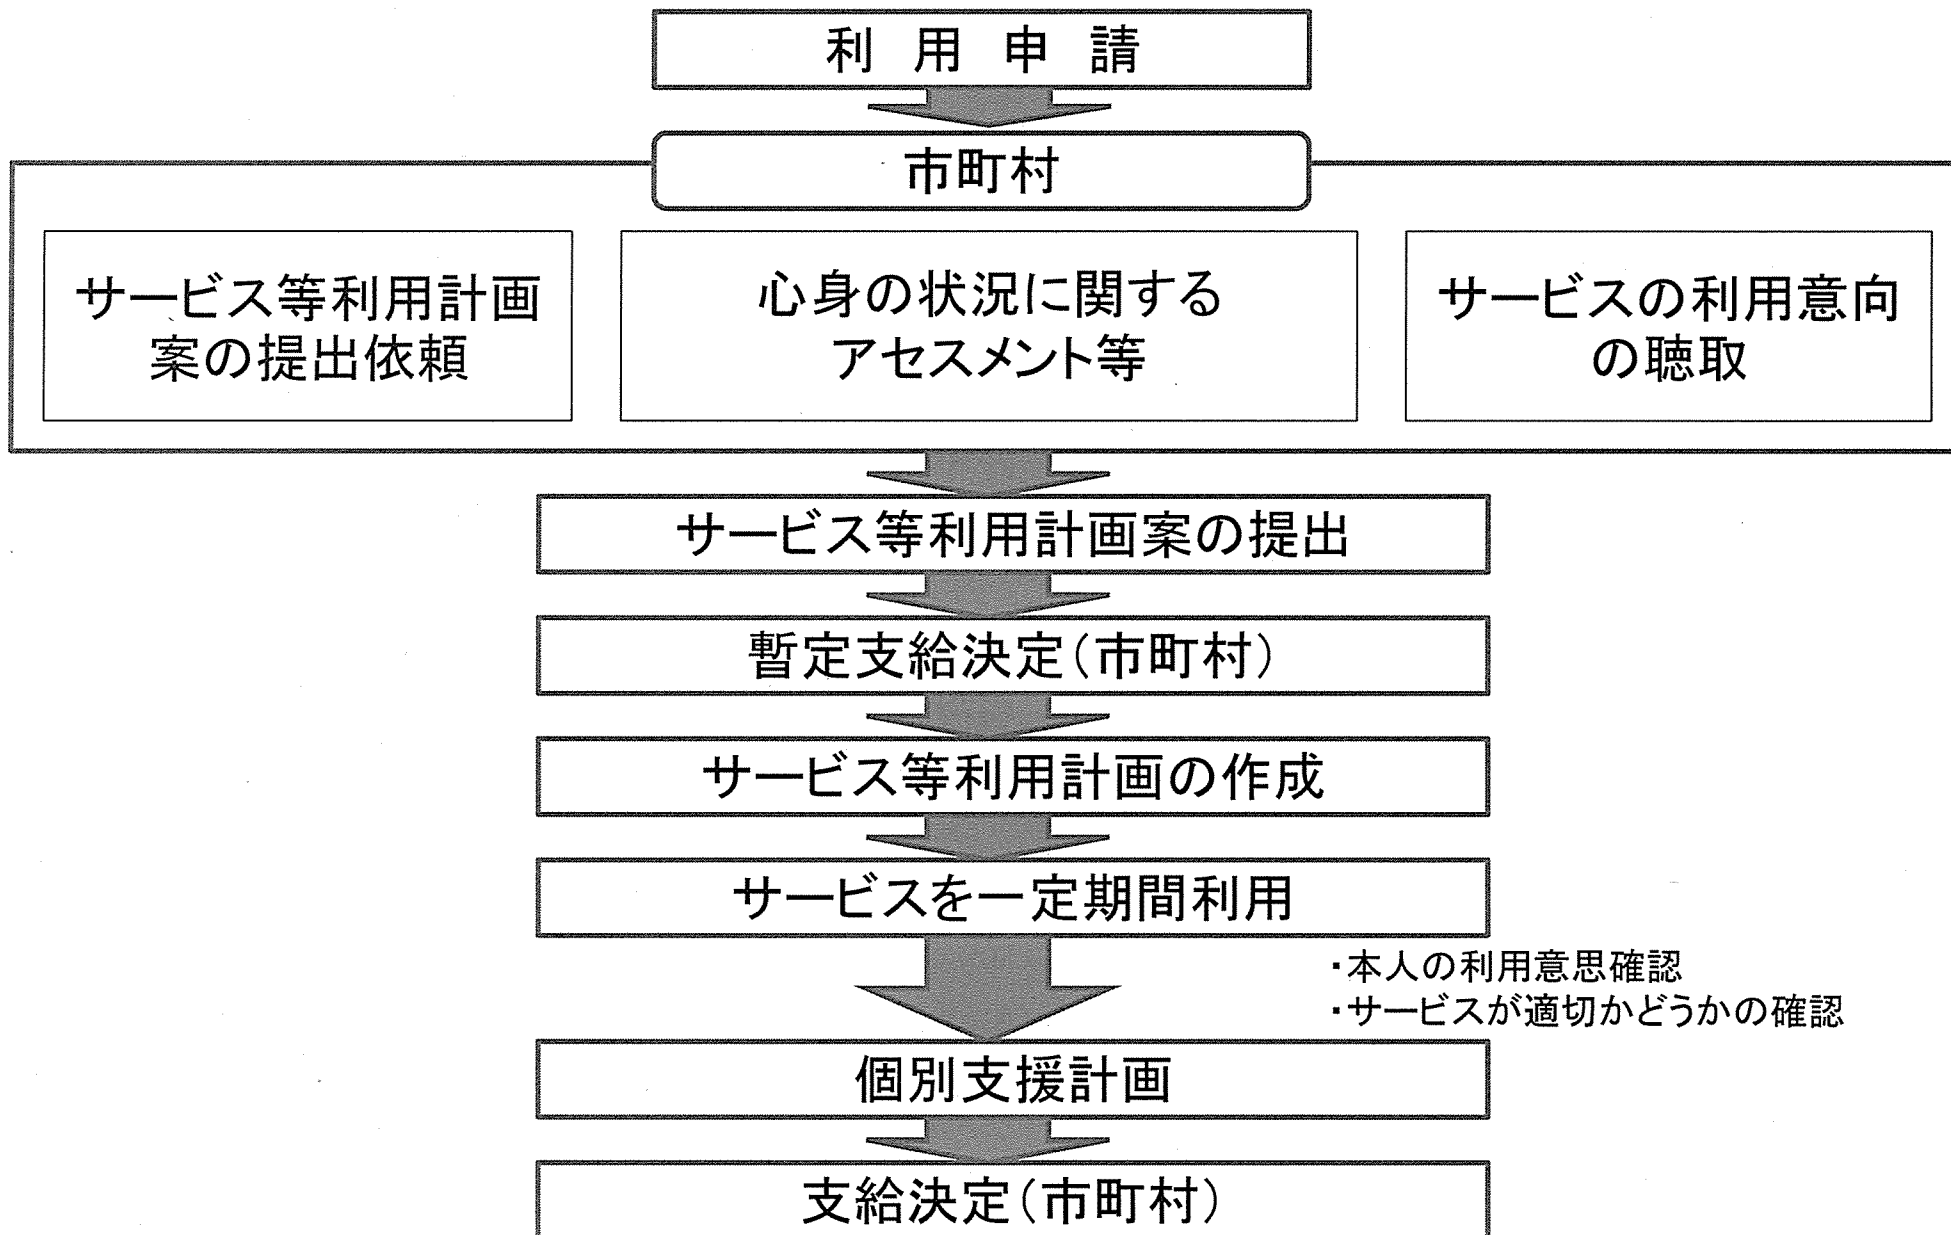 利用申請
市町村
サービス等利用計画
案の提出依頼
心身の状況に関する
アセスメント等
サービスの利用意向
の聴取
サービス等利用計画案の提出
暫定支給決定(市町村)
サービス等利用計画の作成
サービスを一定期間利用
・本人の利用意思確認
・サービスが適切かどうかの確認
個別支援計画
支給決定(市町村)